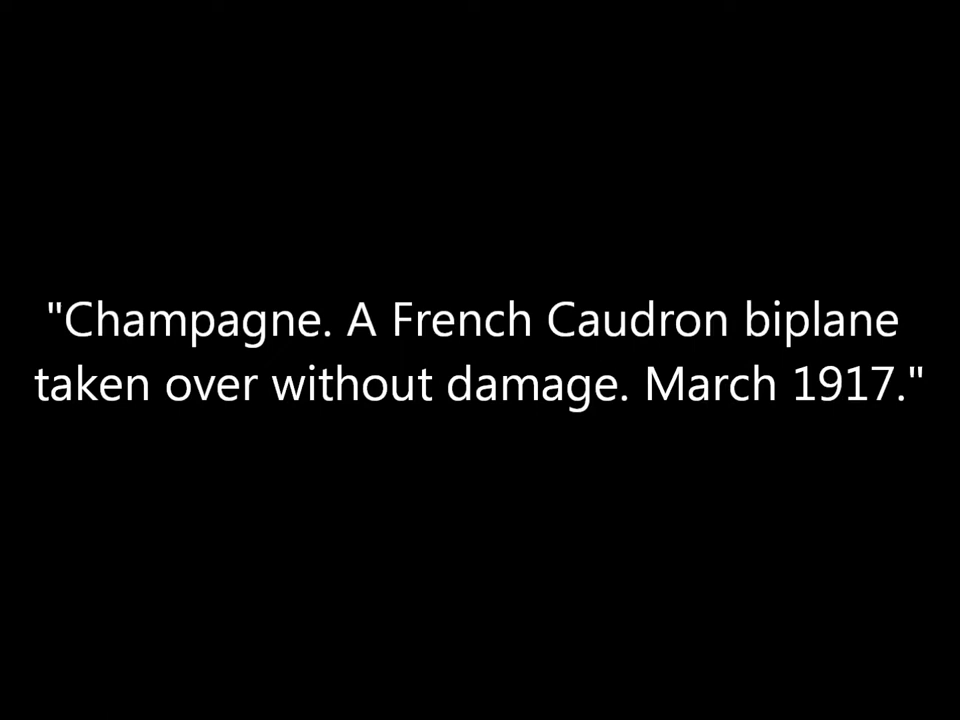 "Champagne. A French Caudron biplane
taken over without damage. March 1917."